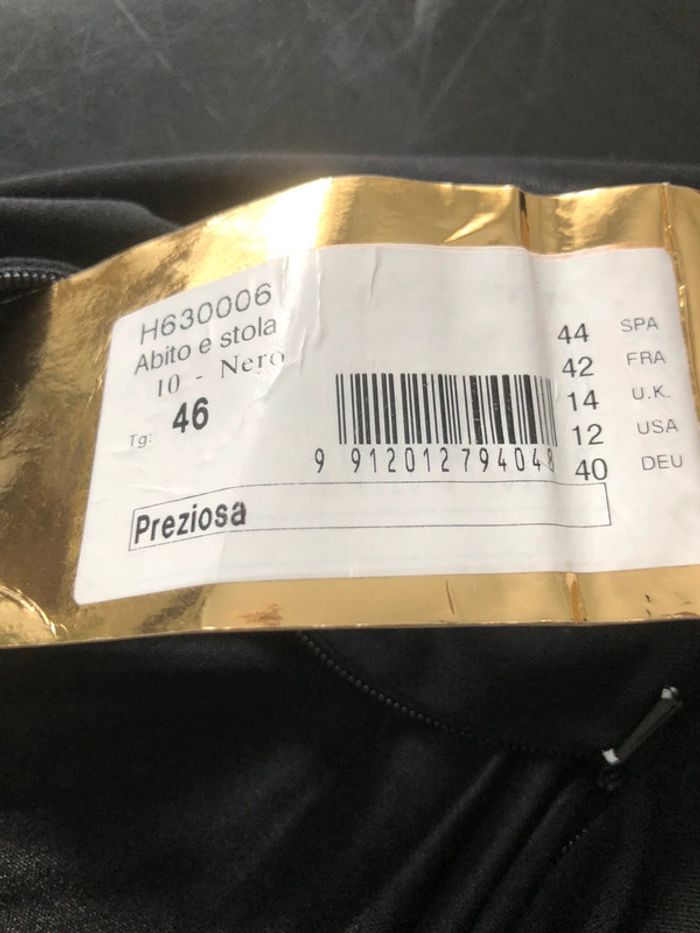 H630006
Abito e stola
10 - Nero
Tg: 46
9 912012794048
44 SPA
42 FRA
14 U.K.
12 USA
40 DEU
Preziosa